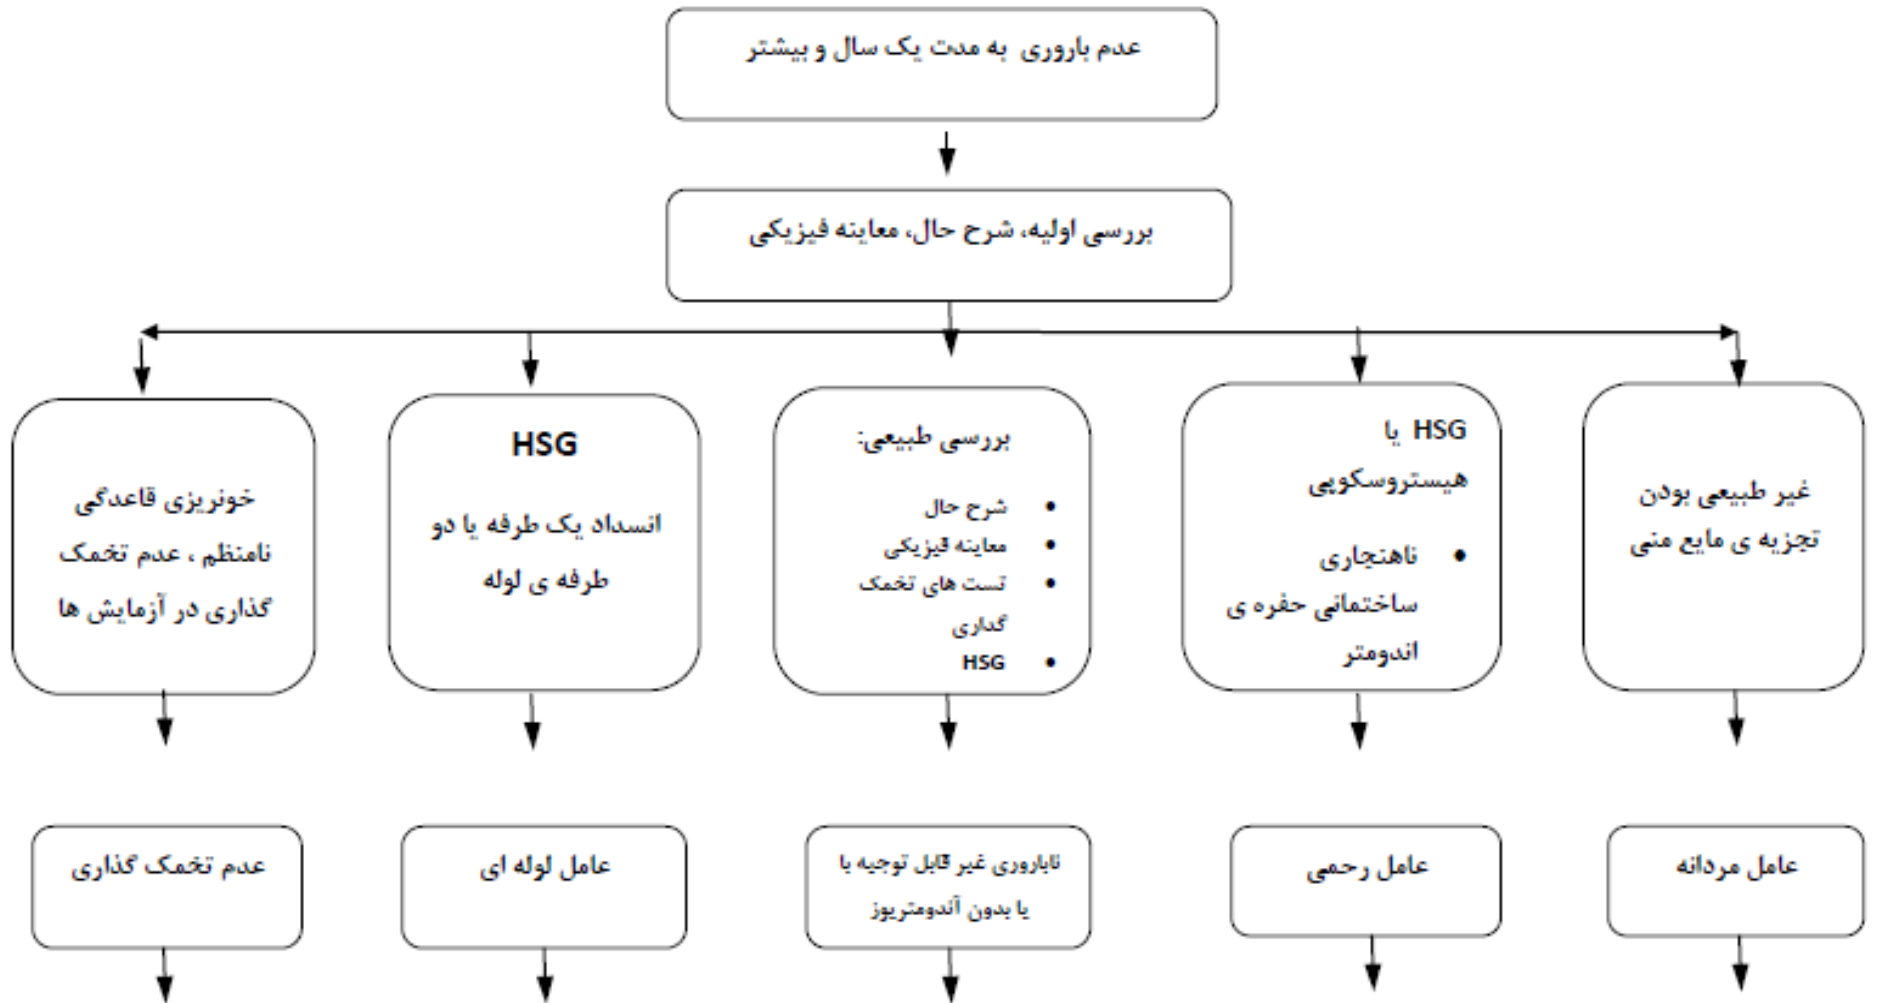 عدم باروری به مدت یک سال و بیشتر
بررسی اولیه، شرح حال، معاینه فیزیکی
غیر طبیعی بودن
تجزیه ی مایع منی
HSG یا
هیستروسکوپی
• ناهنجاری
ساختمانی حفره ی
اندومتر
بررسی طبیعی:
• شرح حال
• معاینه فیزیکی
• تست های تخمک
گداری
• HSG
HSG
انسداد یک طرفه یا دو
طرفه ی لوله
خونریزی قاعدگی
نامنظم ، عدم تخمک
گذاری در آزمایش ها
عامل مردانه
عامل رحمی
ناباروری غیر قابل توجیه با
یا بدون آندومتریوز
عامل لوله ای
عدم تخمک گذاری